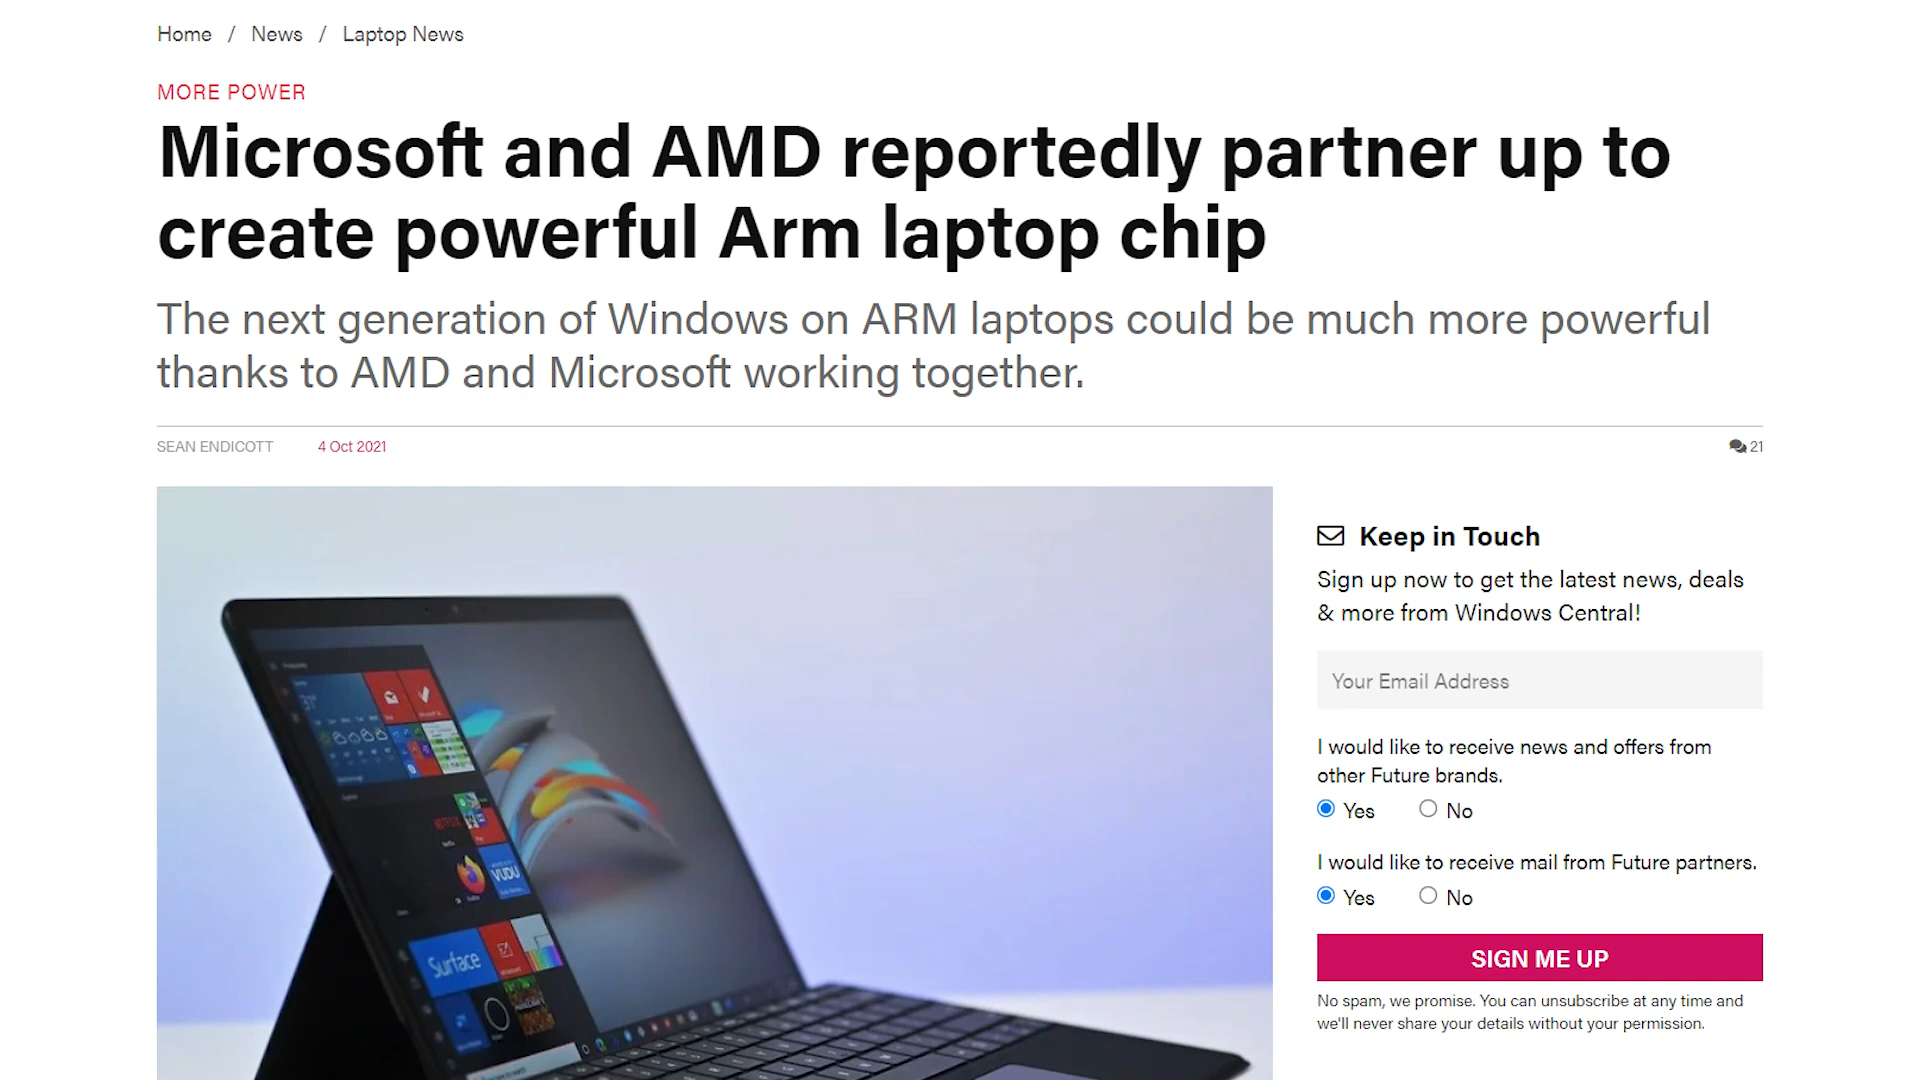 Home / News / Laptop News
MORE POWER
Microsoft and AMD reportedly partner up to
create powerful Arm laptop chip
The next generation of Windows on ARM laptops could be much more powerful
thanks to AMD and Microsoft working together.
SEAN ENDICOTT 4 Oct 2021 21
Keep in Touch
Sign up now to get the latest news, deals
& more from Windows Central!
Your Email Address
I would like to receive news and offers from
other Future brands.
Yes No
I would like to receive mail from Future partners.
Yes No
SIGN ME UP
No spam, we promise. You can unsubscribe at any time and
we'll never share your details without your permission.
NETFLIX
VUDU
Surface
MINECRAFT